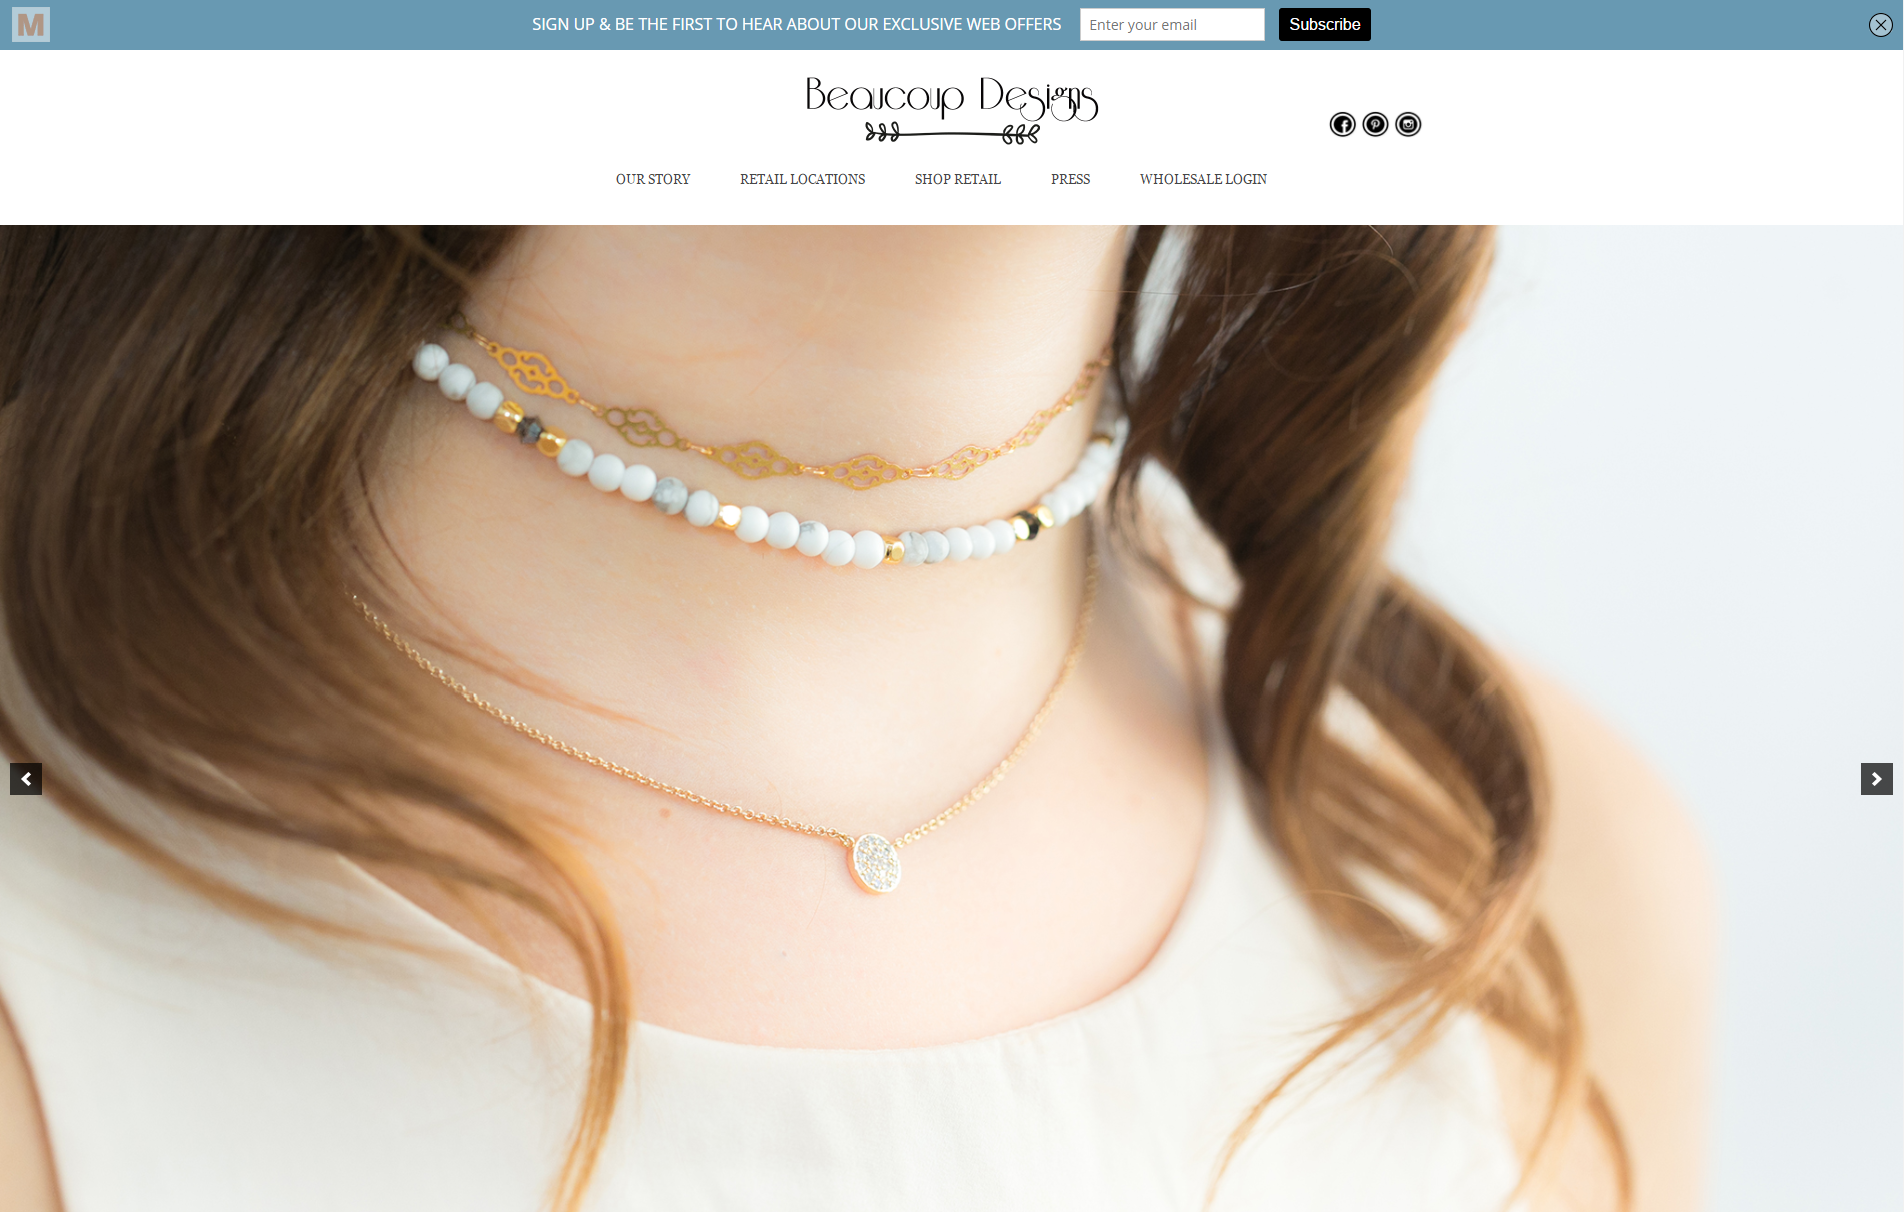 M
SIGN UP & BE THE FIRST TO HEAR ABOUT OUR EXCLUSIVE WEB OFFERS
Enter your email
Subscribe
Beaucoup Designs
OUR STORY
RETAIL LOCATIONS
SHOP RETAIL
PRESS
WHOLESALE LOGIN